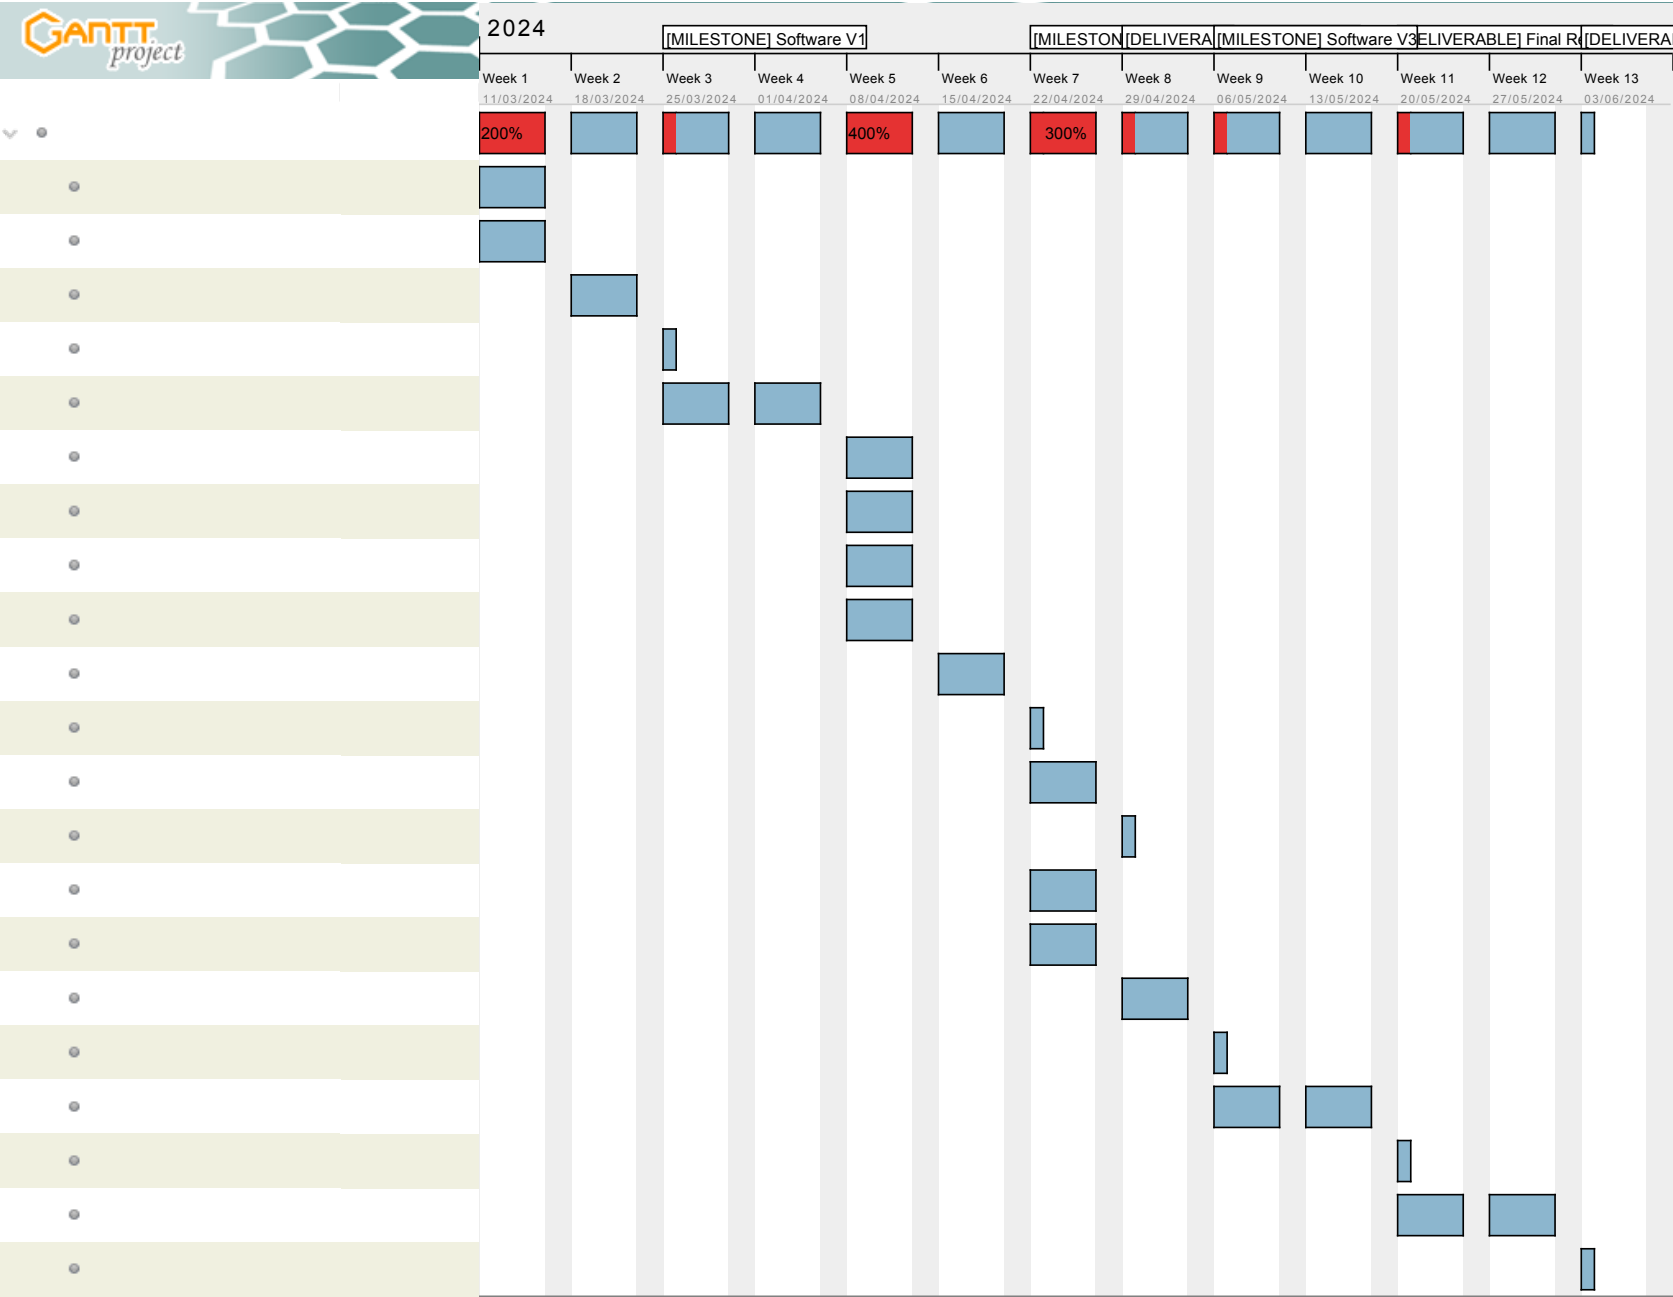 GANTT
project
2024
[MILESTONE] Software V1
[MILESTON
[DELIVERA
[MILESTONE] Software V3
ELIVERABLE] Final Re
[DELIVERA
Week 1 Week 2 Week 3 Week 4 Week 5 Week 6 Week 7 Week 8 Week 9 Week 10 Week 11 Week 12 Week 13
11/03/2024 18/03/2024 25/03/2024 01/04/2024 08/04/2024 15/04/2024 22/04/2024 29/04/2024 06/05/2024 13/05/2024 20/05/2024 27/05/2024 03/06/2024
200% 400% 300%